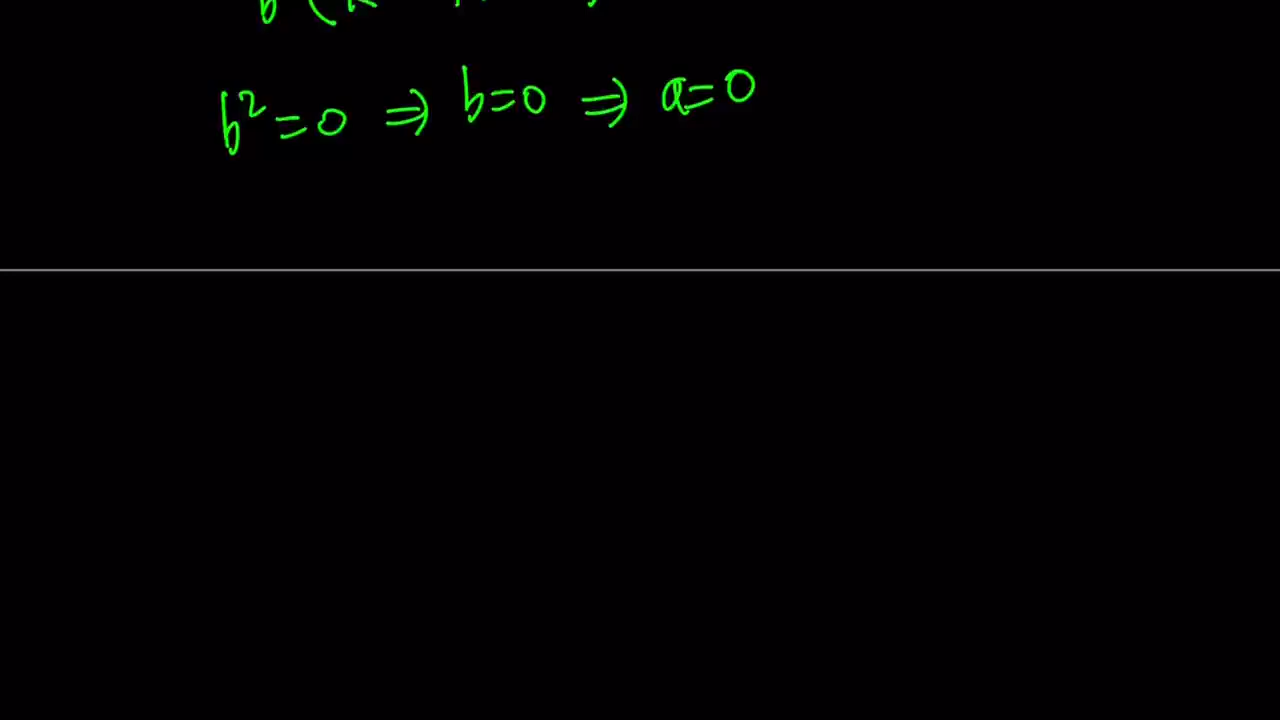 b² = 0 ⇒ b = 0 ⇒ a = 0